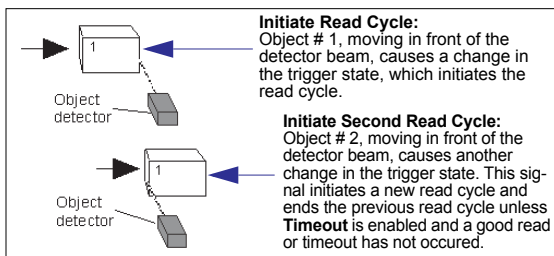 Initiate Read Cycle:
Object # 1, moving in front of the
detector beam, causes a change in
the trigger state, which initiates the
read cycle.
1
Object
detector
Initiate Second Read Cycle:
Object # 2, moving in front of the
detector beam, causes another
change in the trigger state. This sig-
nal initiates a new read cycle and
ends the previous read cycle unless
Timeout is enabled and a good read
or timeout has not occured.
1
Object
detector